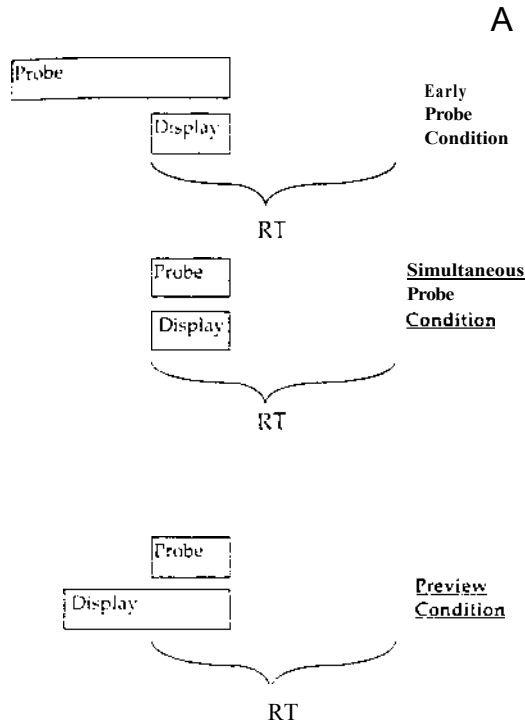 A
Probe
Early
Probe
Condition
Display
RT
Probe
Simultaneous
Probe
Condition
Display
RT
Probe
Display
Preview
Condition
RT